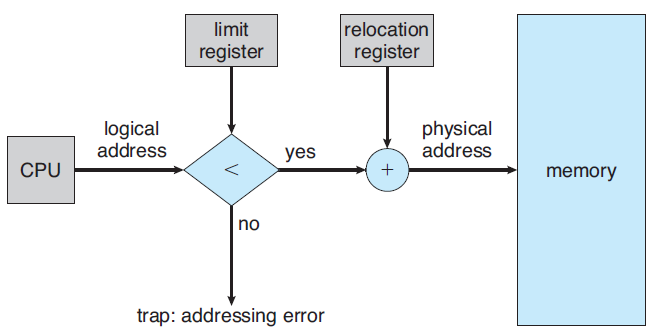 limit
register
relocation
register
logical
address
physical
address
CPU
<
yes
+
memory
no
trap: addressing error